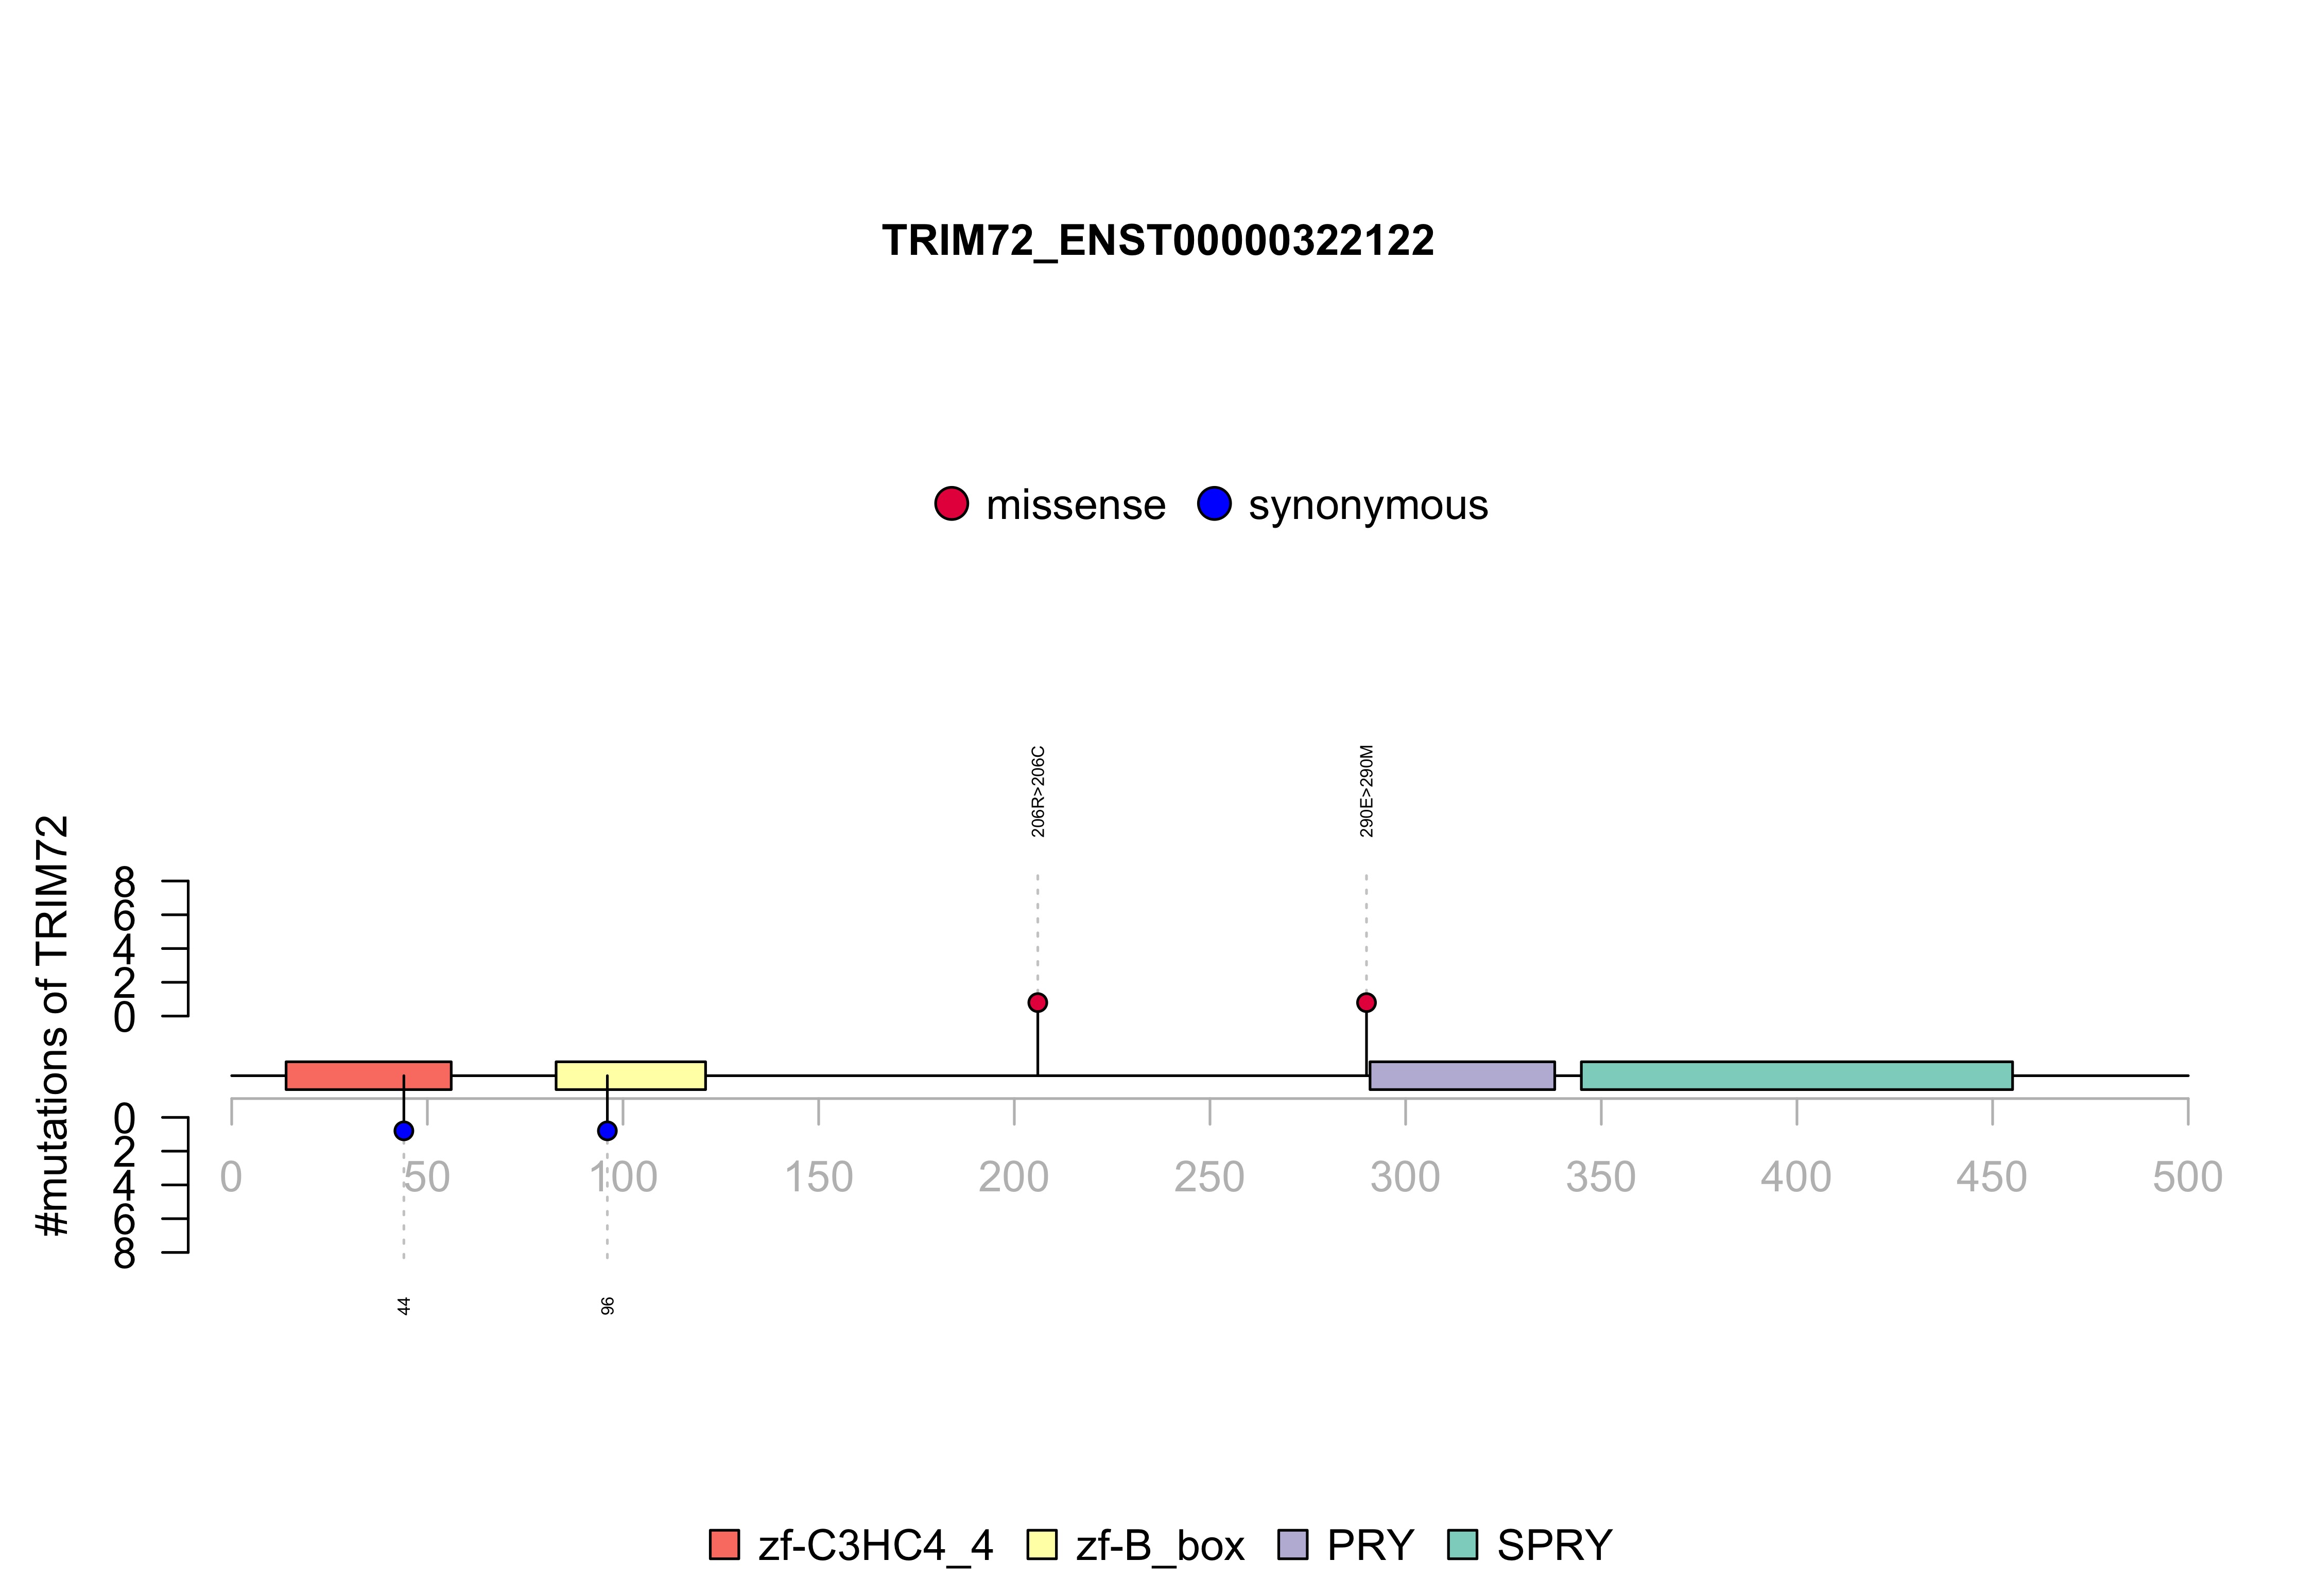 TRIM72_ENST00000322122
missense synonymous
206R>206C 290E>290M
#mutations of TRIM72
8
6
4
2
0
0
2
4
6
8
0 50 100 150 200 250 300 350 400 450 500
44 96
zf-C3HC4_4 zf-B_box PRY SPRY